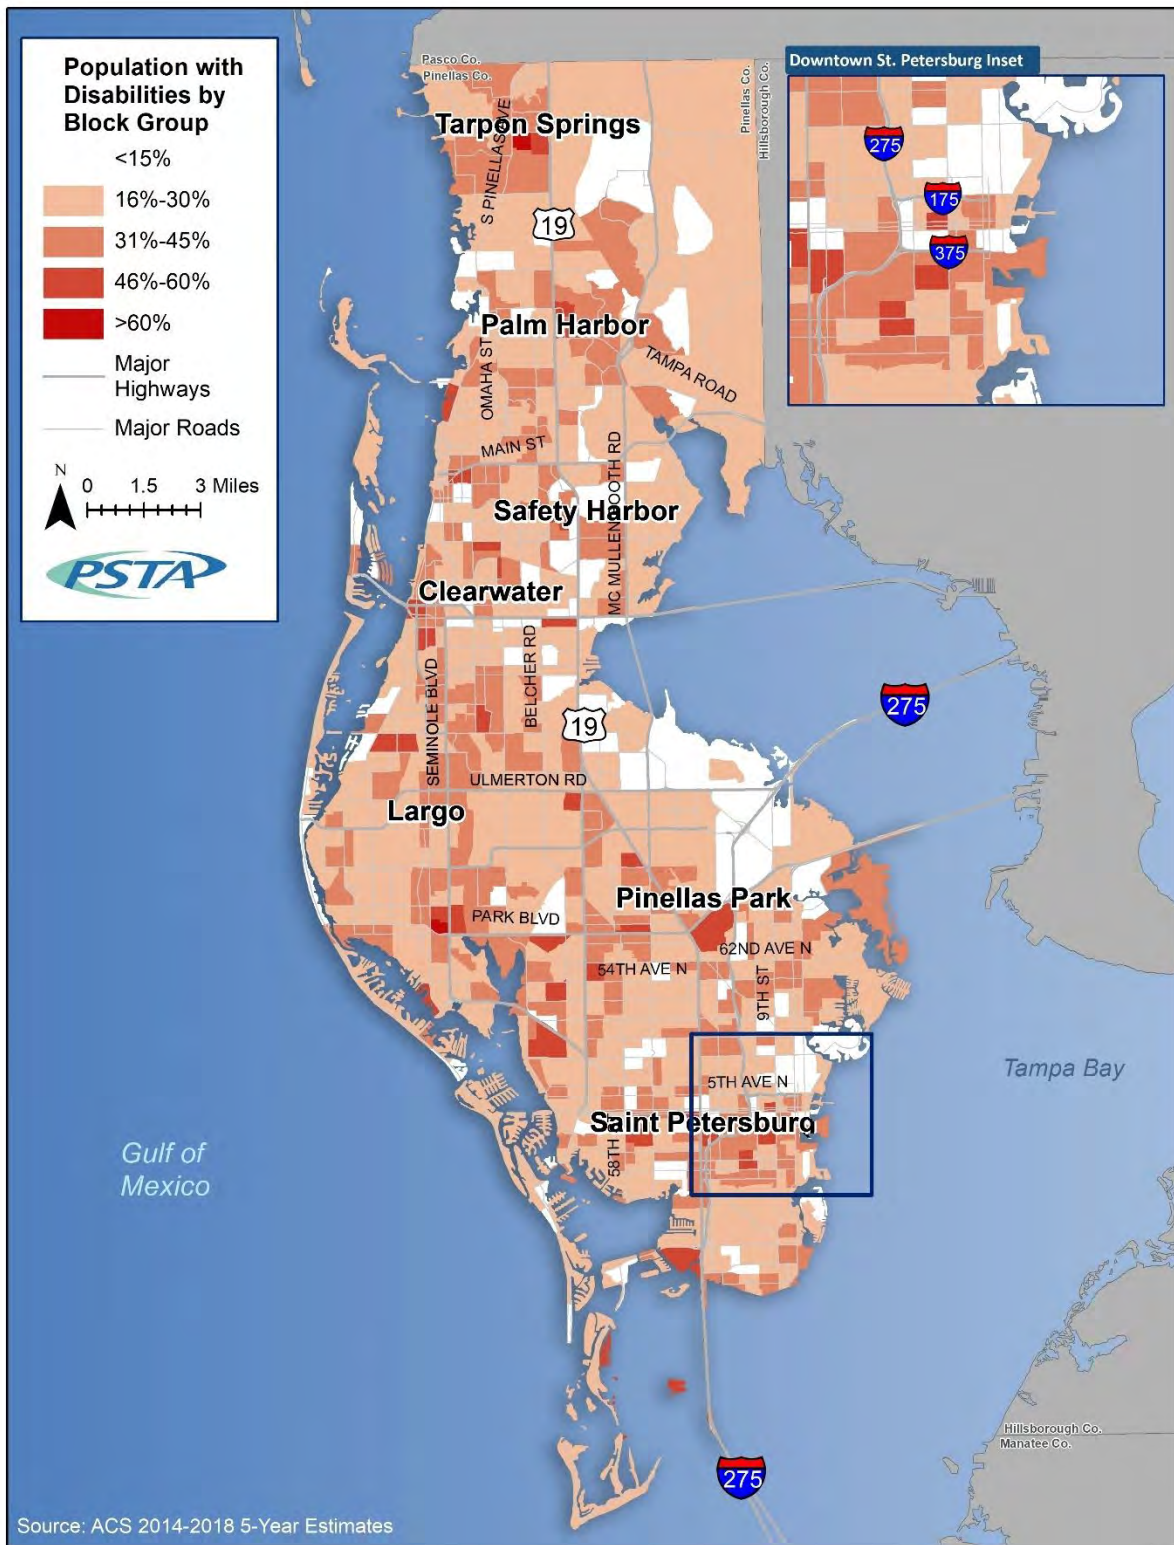 Population with
Disabilities by
Block Group
<15%
16%-30%
31%-45%
46%-60%
>60%
Major
Highways
Major Roads
N
0 1.5 3 Miles
PSTA
Pasco Co.
Pinellas Co.
Pinellas Co.
Hillsborough Co.
Downtown St. Petersburg Inset
275
175
375
Tarpon Springs
S PINELLAS AVE
19
Palm Harbor
OMAHA ST
TAMPA ROAD
MAIN ST
MC MULLEN BOOTH RD
Safety Harbor
Clearwater
BELCHER RD
SEMINOLE BLVD
19
275
ULMERTON RD
Largo
Pinellas Park
PARK BLVD
62ND AVE N
54TH AVE N
9TH ST
5TH AVE N
Saint Petersburg
Tampa Bay
Gulf of
Mexico
Hillsborough Co.
Manatee Co.
275
Source: ACS 2014-2018 5-Year Estimates